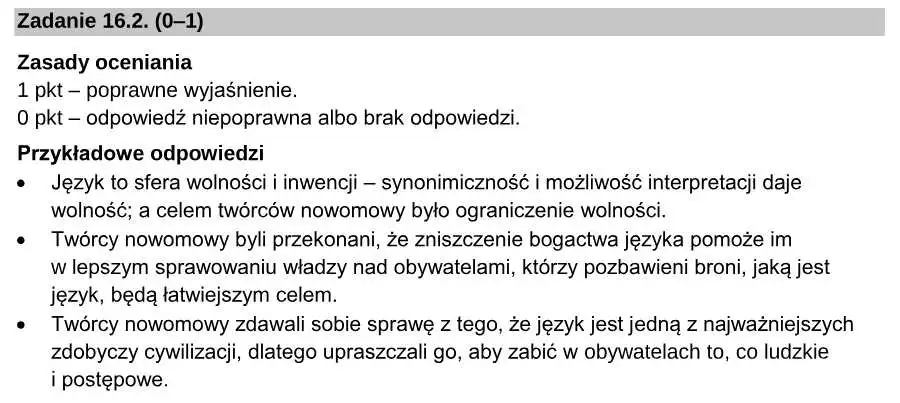 Zadanie 16.2. (0–1)
Zasady oceniania
1 pkt – poprawne wyjaśnienie.
0 pkt – odpowiedź niepoprawna albo brak odpowiedzi.
Przykładowe odpowiedzi
• Język to sfera wolności i inwencji – synonimiczność i możliwość interpretacji daje
wolność; a celem twórców nowomowy było ograniczenie wolności.
• Twórcy nowomowy byli przekonani, że zniszczenie bogactwa języka pomoże im
w lepszym sprawowaniu władzy nad obywatelami, którzy pozbawieni broni, jaką jest
język, będą łatwiejszym celem.
• Twórcy nowomowy zdawali sobie sprawę z tego, że język jest jedną z najważniejszych
zdobyczy cywilizacji, dlatego upraszczali go, aby zabić w obywatelach to, co ludzkie
i postępowe.